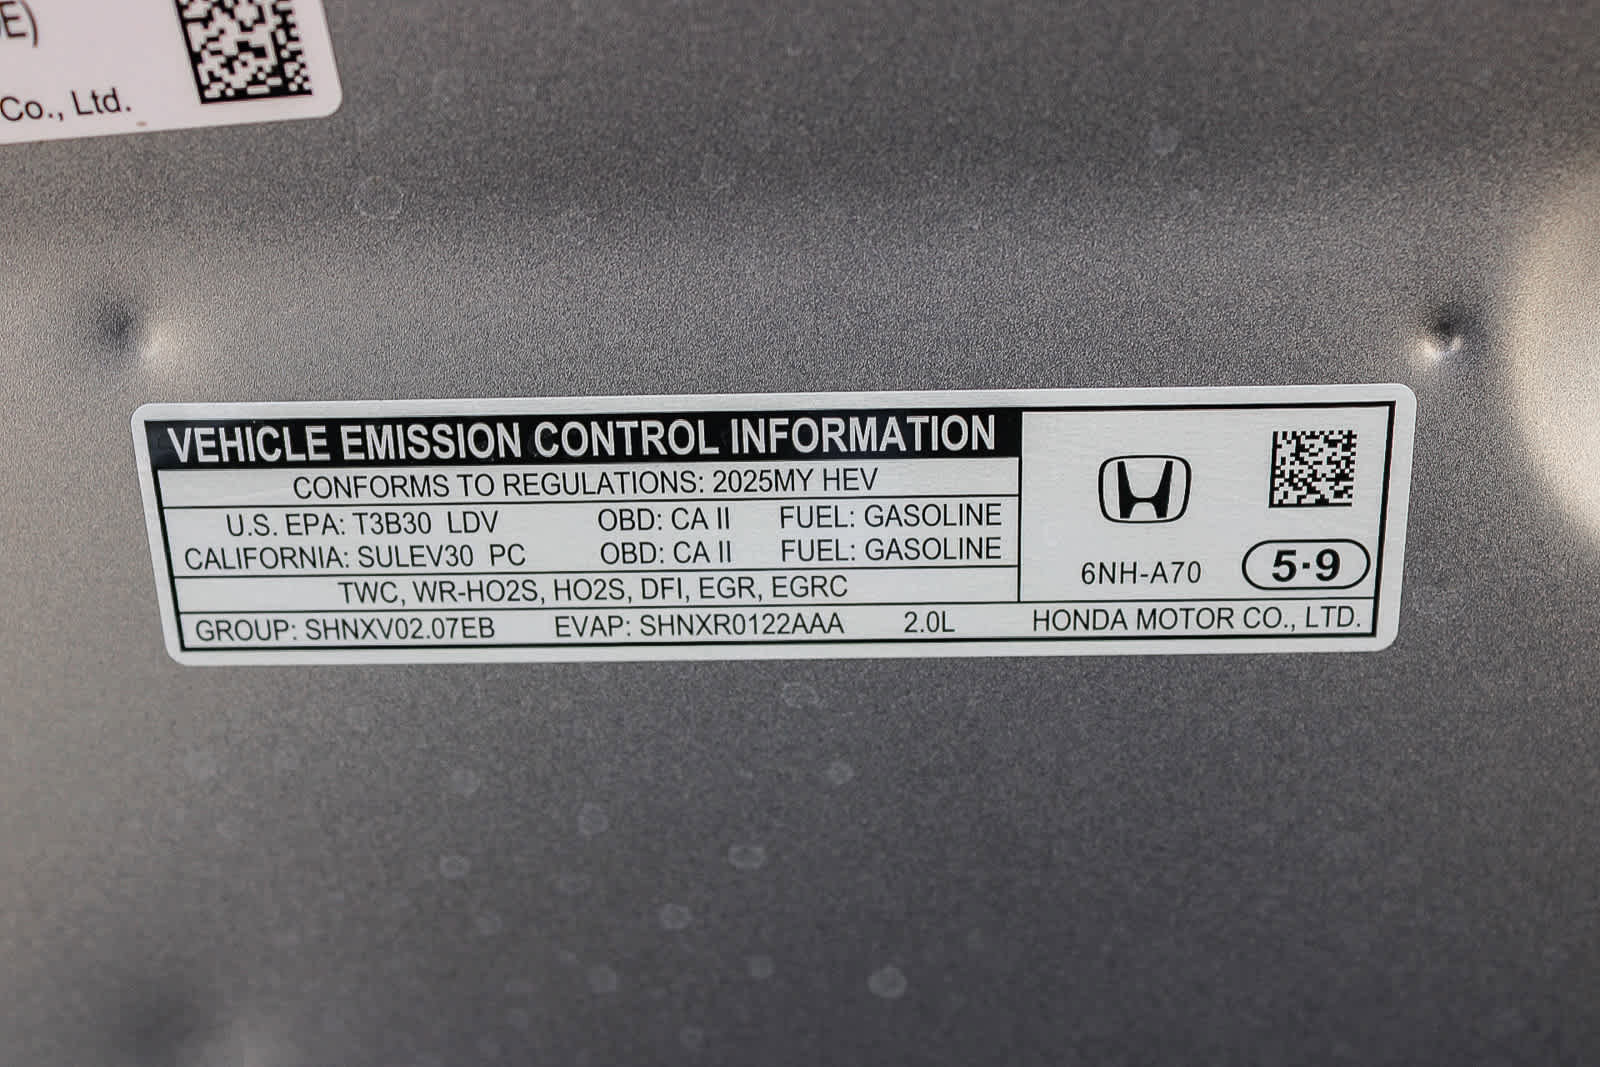 E)
Co., Ltd.
VEHICLE EMISSION CONTROL INFORMATION
CONFORMS TO REGULATIONS: 2025MY HEV
U.S. EPA: T3B30 LDV OBD: CA II FUEL: GASOLINE
CALIFORNIA: SULEV30 PC OBD: CA II FUEL: GASOLINE
TWC, WR-HO2S, HO2S, DFI, EGR, EGRC
GROUP: SHNXV02.07EB EVAP: SHNXR0122AAA 2.0L
6NH-A70 5·9
HONDA MOTOR CO., LTD.